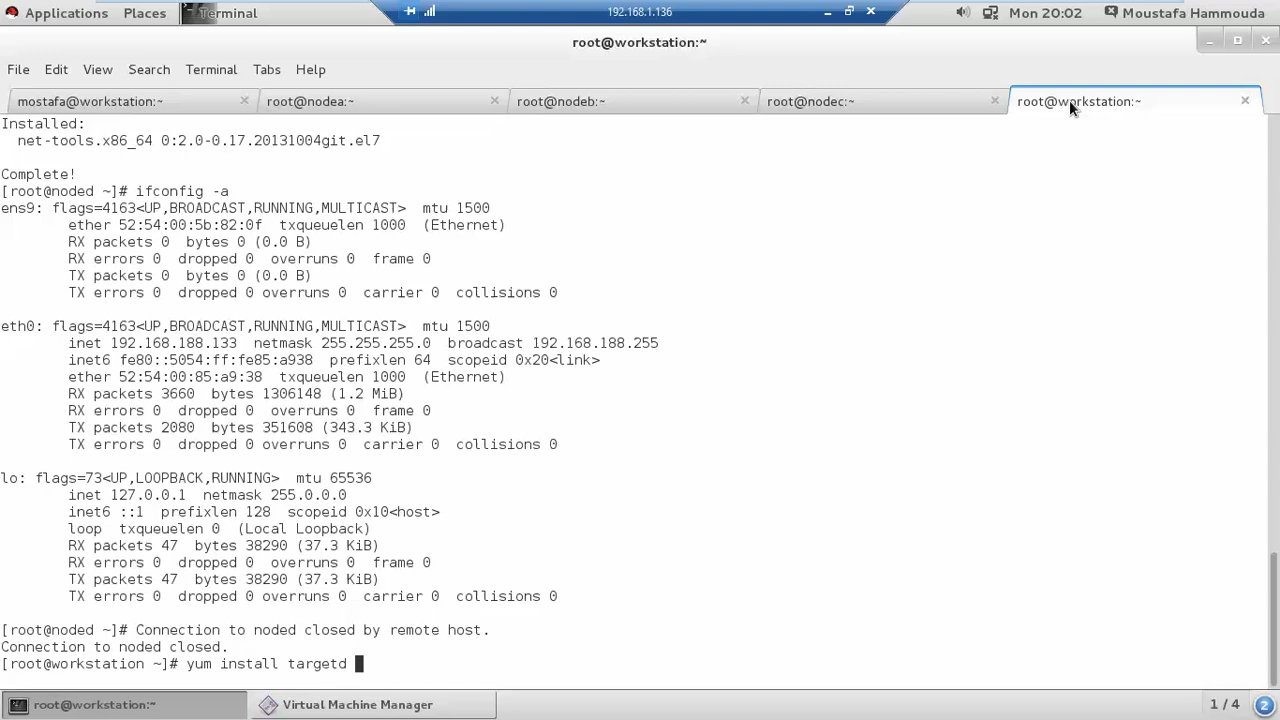 Applications Places Terminal 192.168.1.136 Mon 20:02 Moustafa Hammouda
root@workstation:~
File Edit View Search Terminal Tabs Help
mostafa@workstation:~ root@nodea:~ root@nodeb:~ root@nodec:~ root@workstation:~
Installed:
net-tools.x86_64 0:2.0-0.17.20131004git.el7
Complete!
[root@noded ~]# ifconfig -a
ens9: flags=4163<UP,BROADCAST,RUNNING,MULTICAST> mtu 1500
ether 52:54:00:5b:82:0f txqueuelen 1000 (Ethernet)
RX packets 0 bytes 0 (0.0 B)
RX errors 0 dropped 0 overruns 0 frame 0
TX packets 0 bytes 0 (0.0 B)
TX errors 0 dropped 0 overruns 0 carrier 0 collisions 0
eth0: flags=4163<UP,BROADCAST,RUNNING,MULTICAST> mtu 1500
inet 192.168.188.133 netmask 255.255.255.0 broadcast 192.168.188.255
inet6 fe80::5054:ff:fe85:a938 prefixlen 64 scopeid 0x20<link>
ether 52:54:00:85:a9:38 txqueuelen 1000 (Ethernet)
RX packets 3660 bytes 1306148 (1.2 MiB)
RX errors 0 dropped 0 overruns 0 frame 0
TX packets 2080 bytes 351608 (343.3 KiB)
TX errors 0 dropped 0 overruns 0 carrier 0 collisions 0
lo: flags=73<UP,LOOPBACK,RUNNING> mtu 65536
inet 127.0.0.1 netmask 255.0.0.0
inet6 ::1 prefixlen 128 scopeid 0x10<host>
loop txqueuelen 0 (Local Loopback)
RX packets 47 bytes 38290 (37.3 KiB)
RX errors 0 dropped 0 overruns 0 frame 0
TX packets 47 bytes 38290 (37.3 KiB)
TX errors 0 dropped 0 overruns 0 carrier 0 collisions 0
[root@noded ~]# Connection to noded closed by remote host.
Connection to noded closed.
[root@workstation ~]# yum install targetd
root@workstation:~ Virtual Machine Manager 1 / 4 2